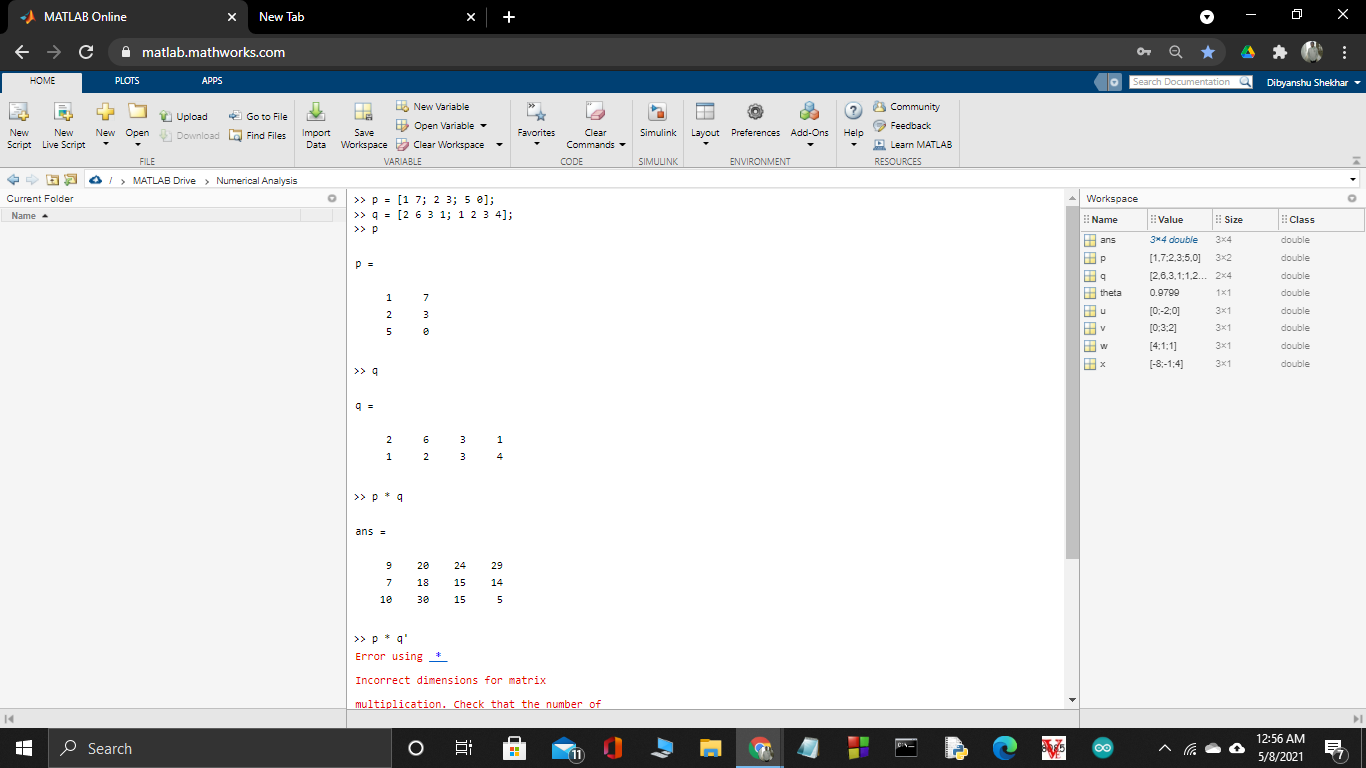 MATLAB Online
New Tab
matlab.mathworks.com
HOME PLOTS APPS
Search Documentation
Dibyanshu Shekhar
New Script
New Live Script
New
Open
Upload
Download
Go to File
Find Files
FILE
Import Data
Save Workspace
New Variable
Open Variable
Clear Workspace
VARIABLE
Favorites
Clear Commands
CODE
Simulink
SIMULINK
Layout
Preferences
Add-Ons
ENVIRONMENT
Help
Community
Feedback
Learn MATLAB
RESOURCES
/ > MATLAB Drive > Numerical Analysis
Current Folder
Name
>> p = [1 7; 2 3; 5 0];
>> q = [2 6 3 1; 1 2 3 4];
>> p
p =
1 7
2 3
5 0
>> q
q =
2 6 3 1
1 2 3 4
>> p * q
ans =
9 20 24 29
7 18 15 14
10 30 15 5
>> p * q'
Error using *
Incorrect dimensions for matrix
multiplication. Check that the number of
Workspace
Name Value Size Class
ans 3×4 double 3×4 double
p [1,7;2,3;5,0] 3×2 double
q [2,6,3,1;1,2... 2×4 double
theta 0.9799 1×1 double
u [0;-2;0] 3×1 double
v [0;3;2] 3×1 double
w [4;1;1] 3×1 double
x [-8;-1;4] 3×1 double
Search
11
12:56 AM
5/8/2021
7